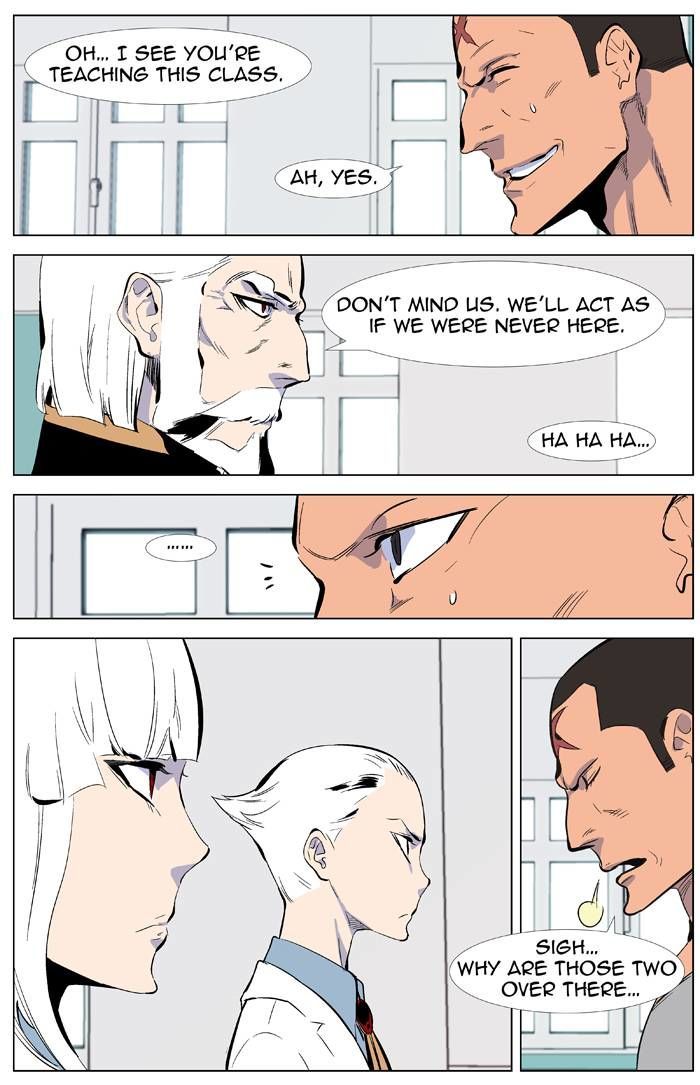 OH... I SEE YOU'RE
TEACHING THIS CLASS.
AH, YES.
DON'T MIND US. WE'LL ACT AS
IF WE WERE NEVER HERE.
HA HA HA...
......
SIGH...
WHY ARE THOSE TWO
OVER THERE...